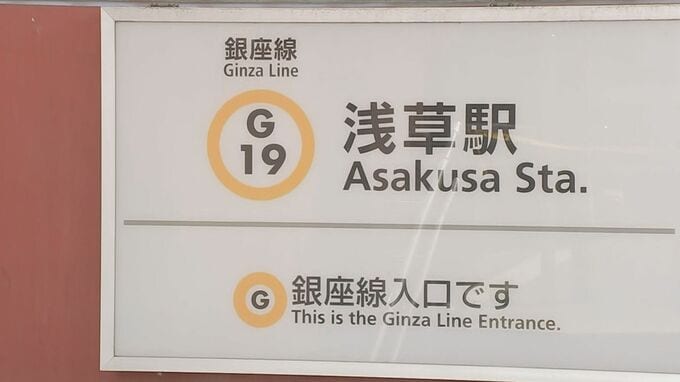 銀座線
Ginza Line
G
19
浅草駅
Asakusa Sta.
G
銀座線入口です
This is the Ginza Line Entrance.